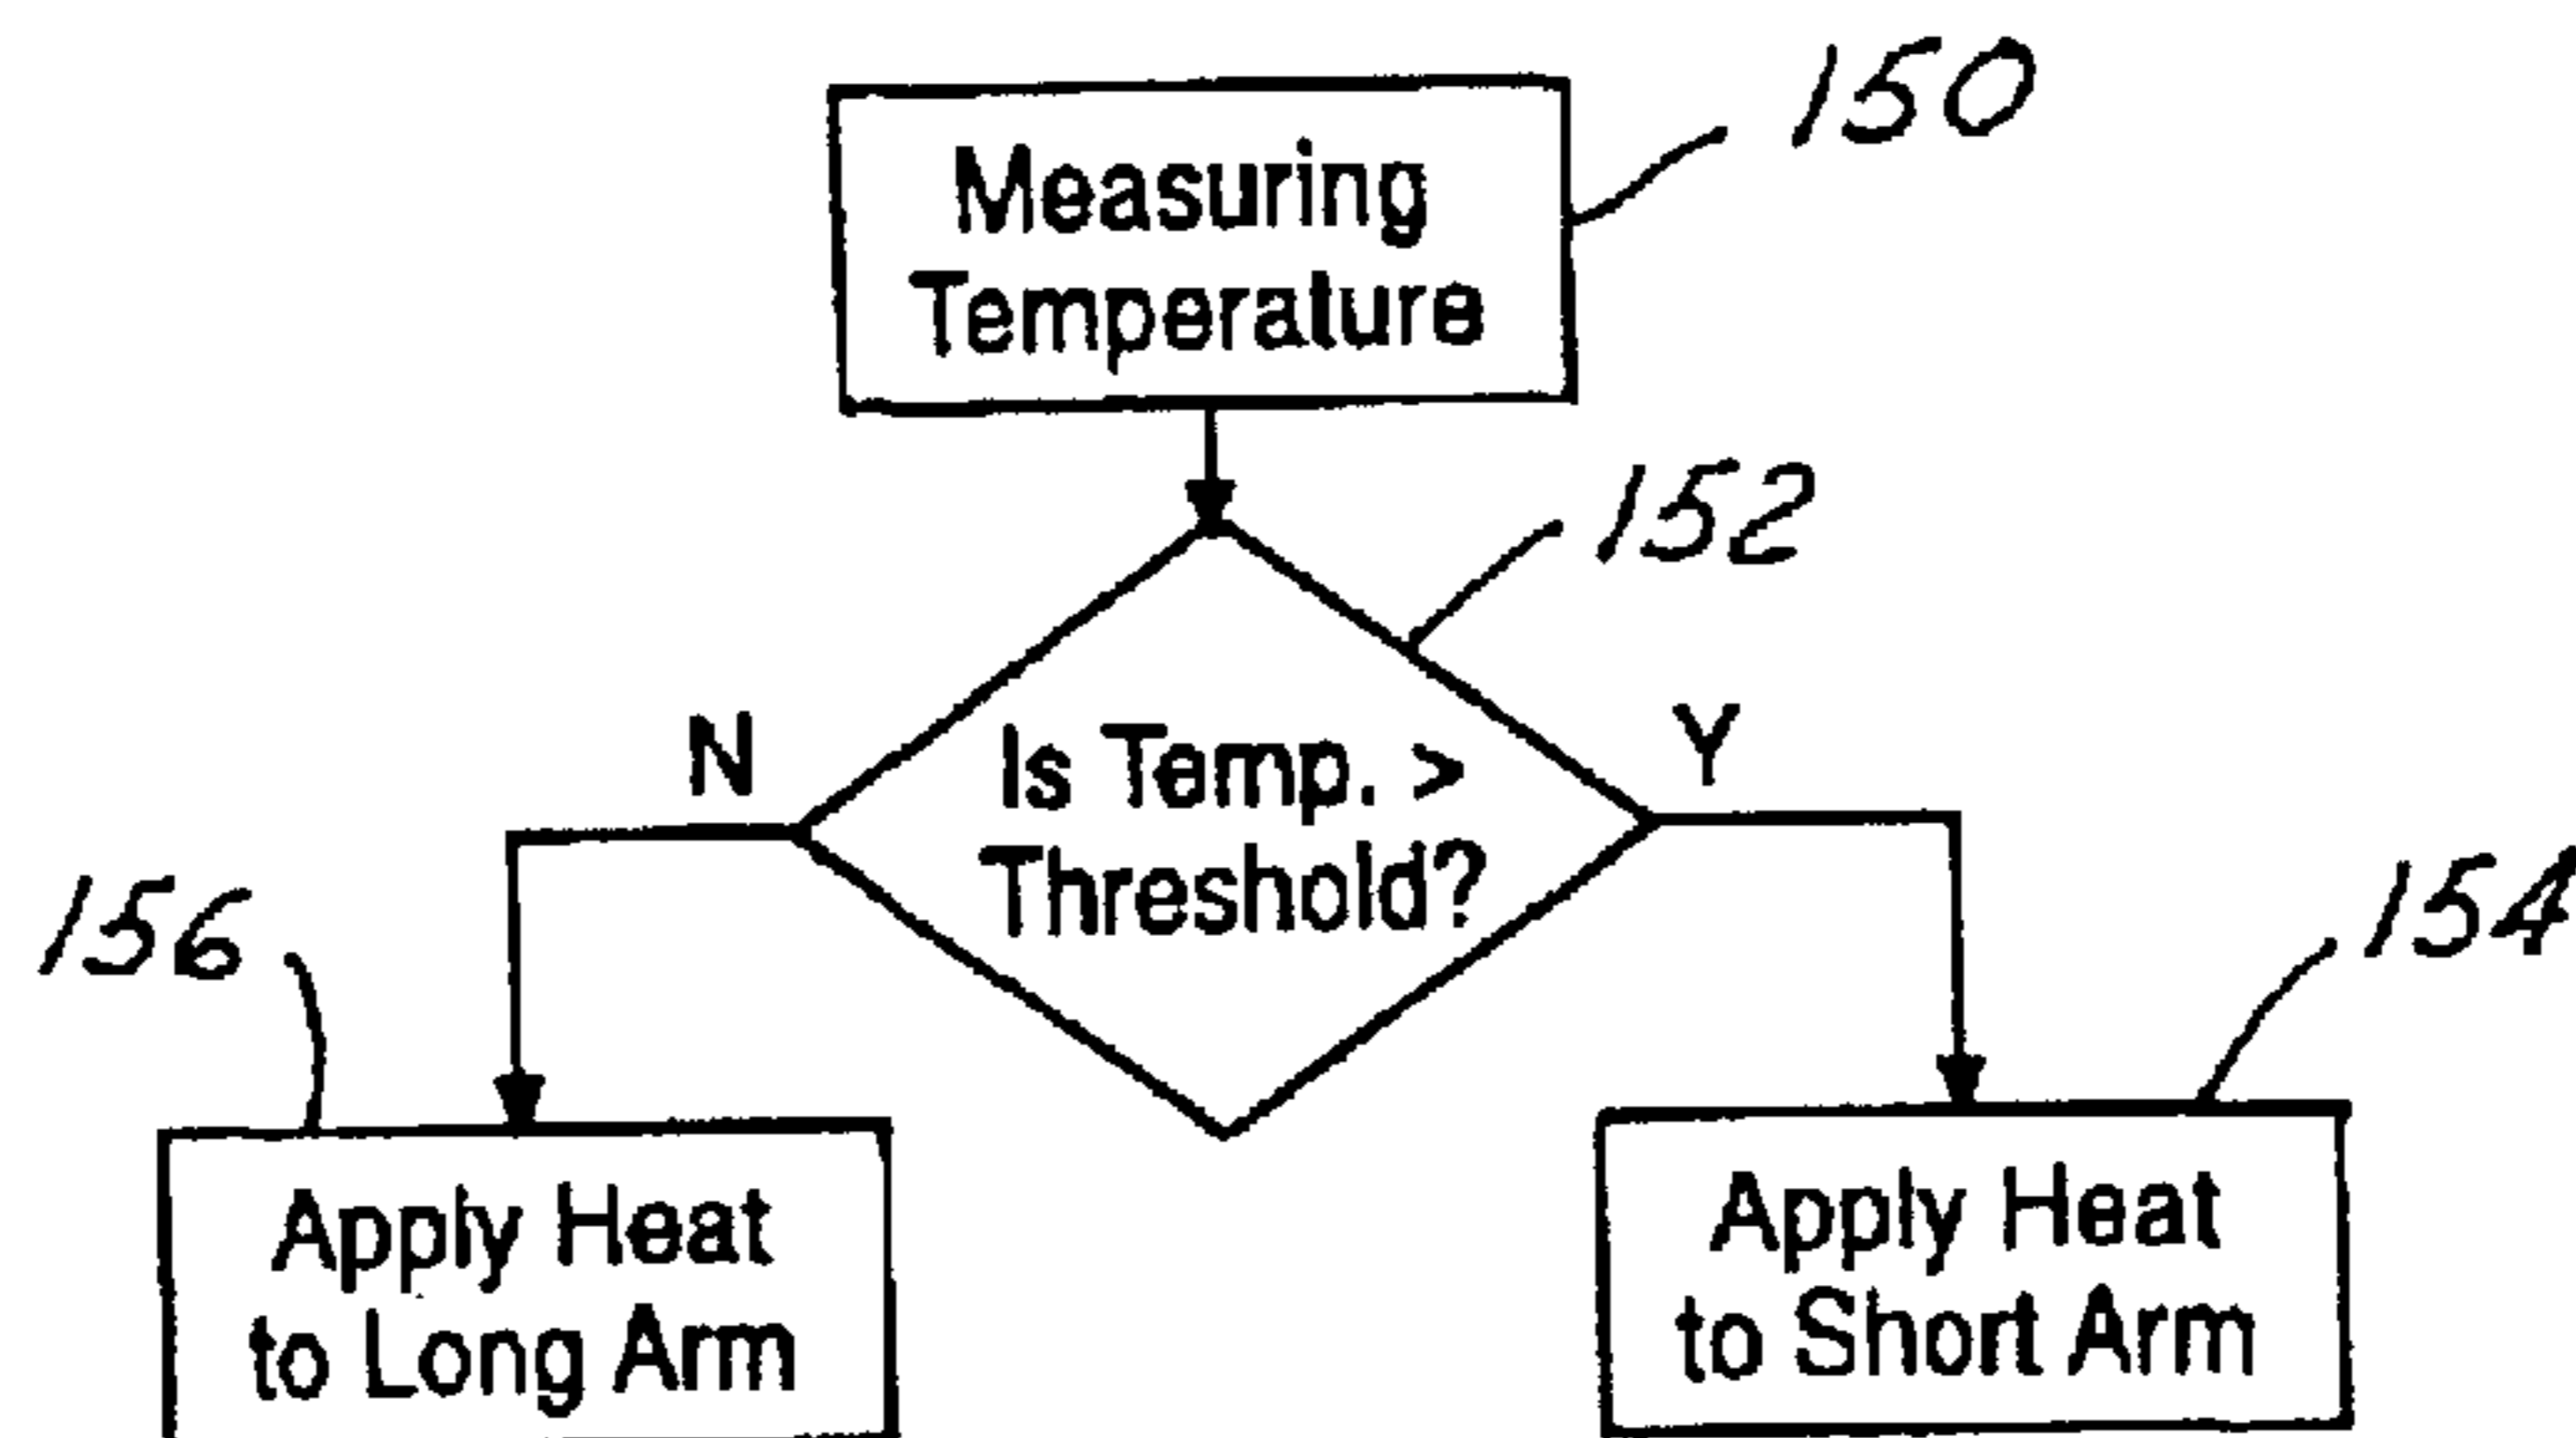 150
Measuring
Temperature
152
N
Is Temp. >
Threshold?
Y
156
154
Apply Heat
to Long Arm
Apply Heat
to Short Arm